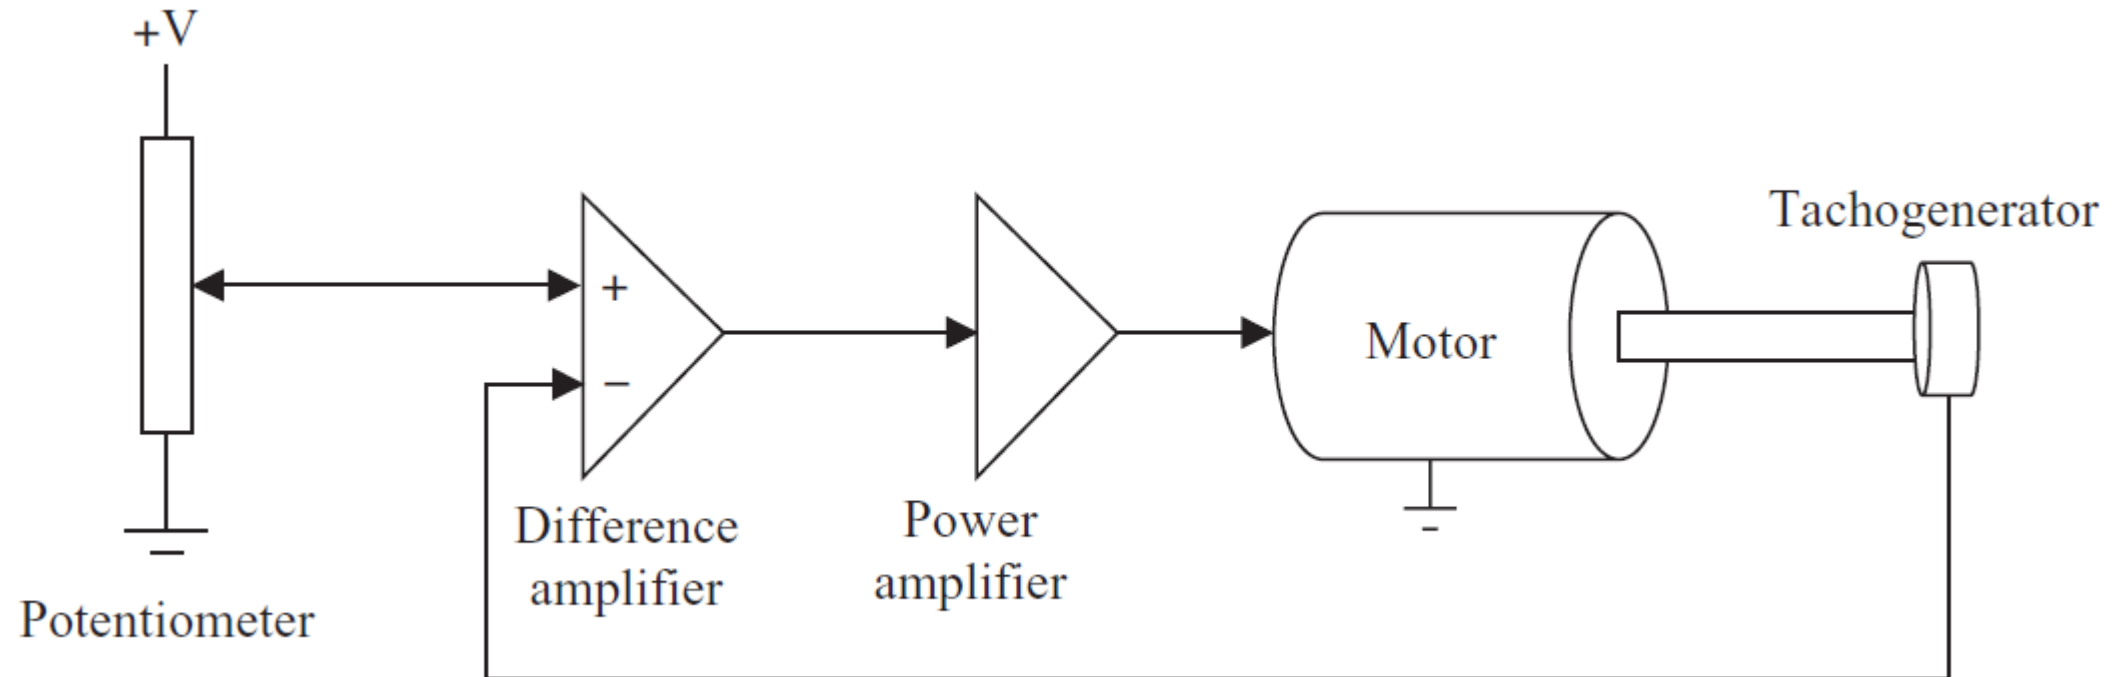 +V
Tachogenerator
+
Motor
−
Difference
amplifier
Power
amplifier
Potentiometer